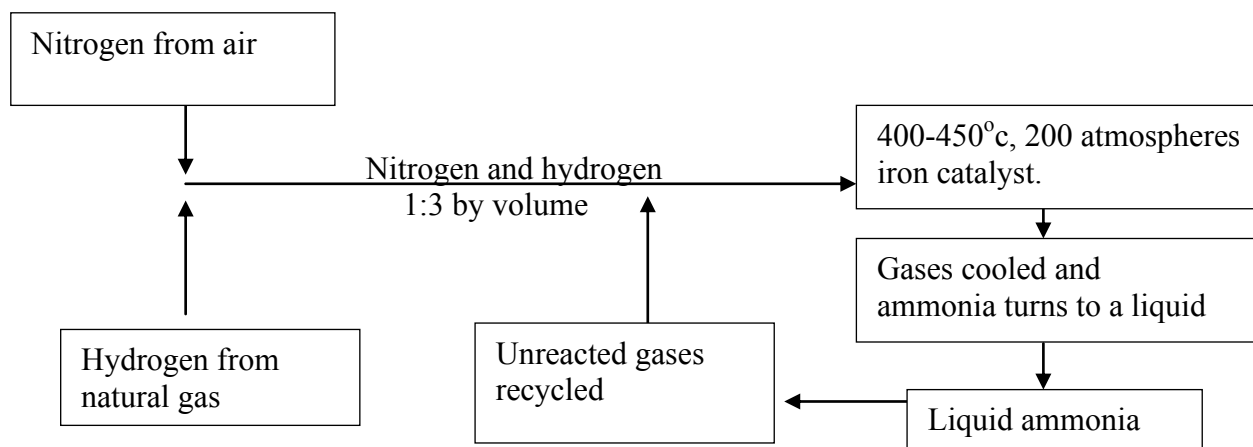 Nitrogen from air
400-450°c, 200 atmospheres
iron catalyst.
Nitrogen and hydrogen
1:3 by volume
Gases cooled and
ammonia turns to a liquid
Hydrogen from
natural gas
Unreacted gases
recycled
Liquid ammonia